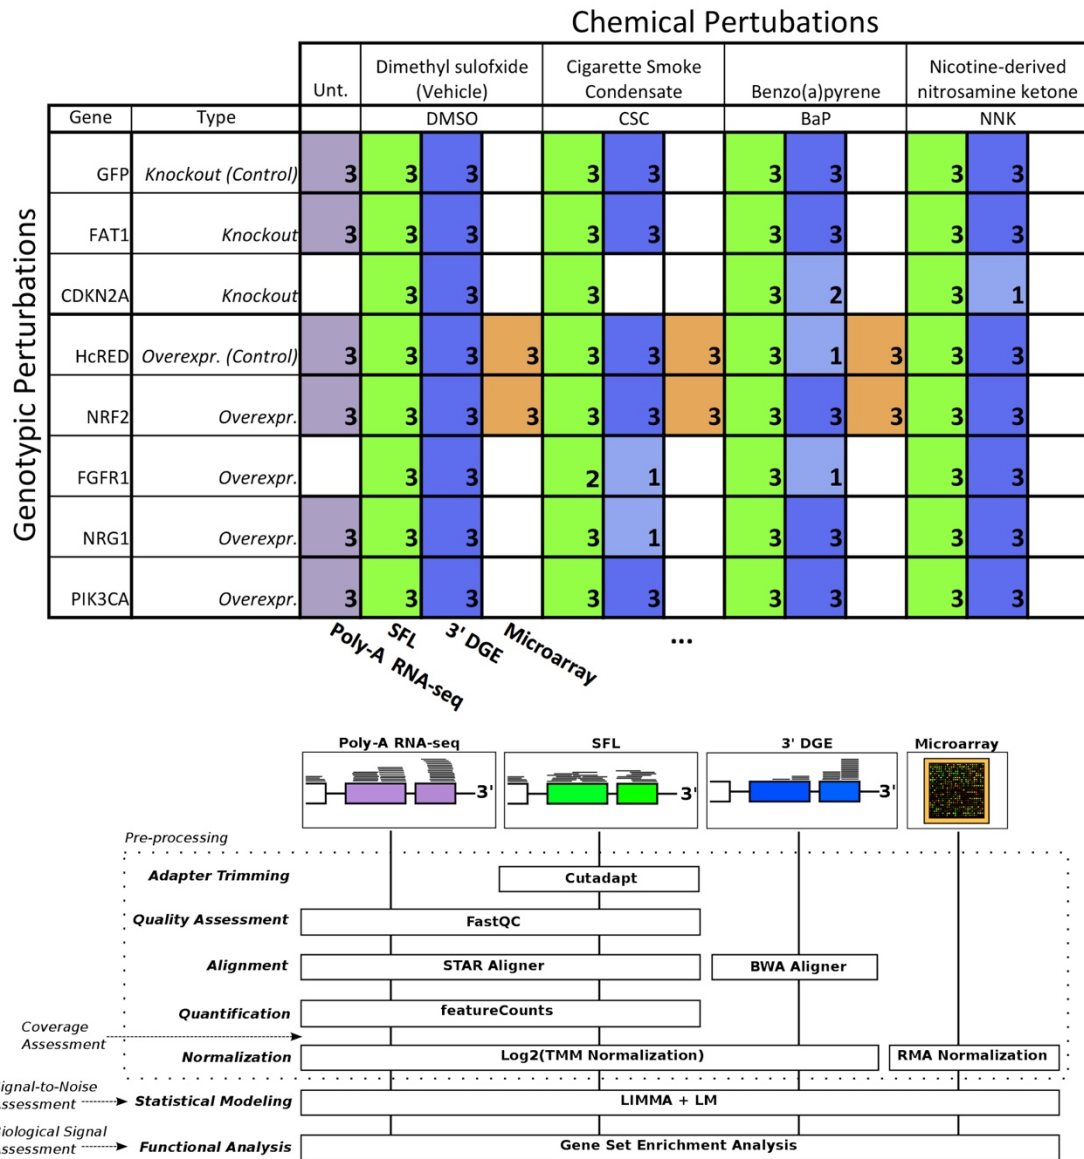 Chemical Pertubations
Unt. Dimethyl sulofxide (Vehicle) Cigarette Smoke Condensate Benzo(a)pyrene Nicotine-derived nitrosamine ketone
Gene Type DMSO CSC BaP NNK
Genotypic Perturbations
GFP Knockout (Control) 3 3 3 3 3 3 3 3 3
FAT1 Knockout 3 3 3 3 3 3 3 3 3
CDKN2A Knockout 3 3 3 3 2 3 1
HcRED Overexpr. (Control) 3 3 3 3 3 3 3 3 1 3 3 3
NRF2 Overexpr. 3 3 3 3 3 3 3 3 3 3 3 3
FGFR1 Overexpr. 3 3 2 1 3 1 3 3
NRG1 Overexpr. 3 3 3 3 1 3 3 3 3
PIK3CA Overexpr. 3 3 3 3 3 3 3 3 3
Poly-A RNA-seq SFL 3' DGE Microarray ...
Poly-A RNA-seq SFL 3' DGE Microarray
3' 3' 3'
Pre-processing
Adapter Trimming Cutadapt
Quality Assessment FastQC
Alignment STAR Aligner BWA Aligner
Quantification featureCounts
Coverage
Assessment
Normalization Log2(TMM Normalization) RMA Normalization
ignal-to-Noise
ssessment Statistical Modeling LIMMA + LM
iological Signal
ssessment Functional Analysis Gene Set Enrichment Analysis